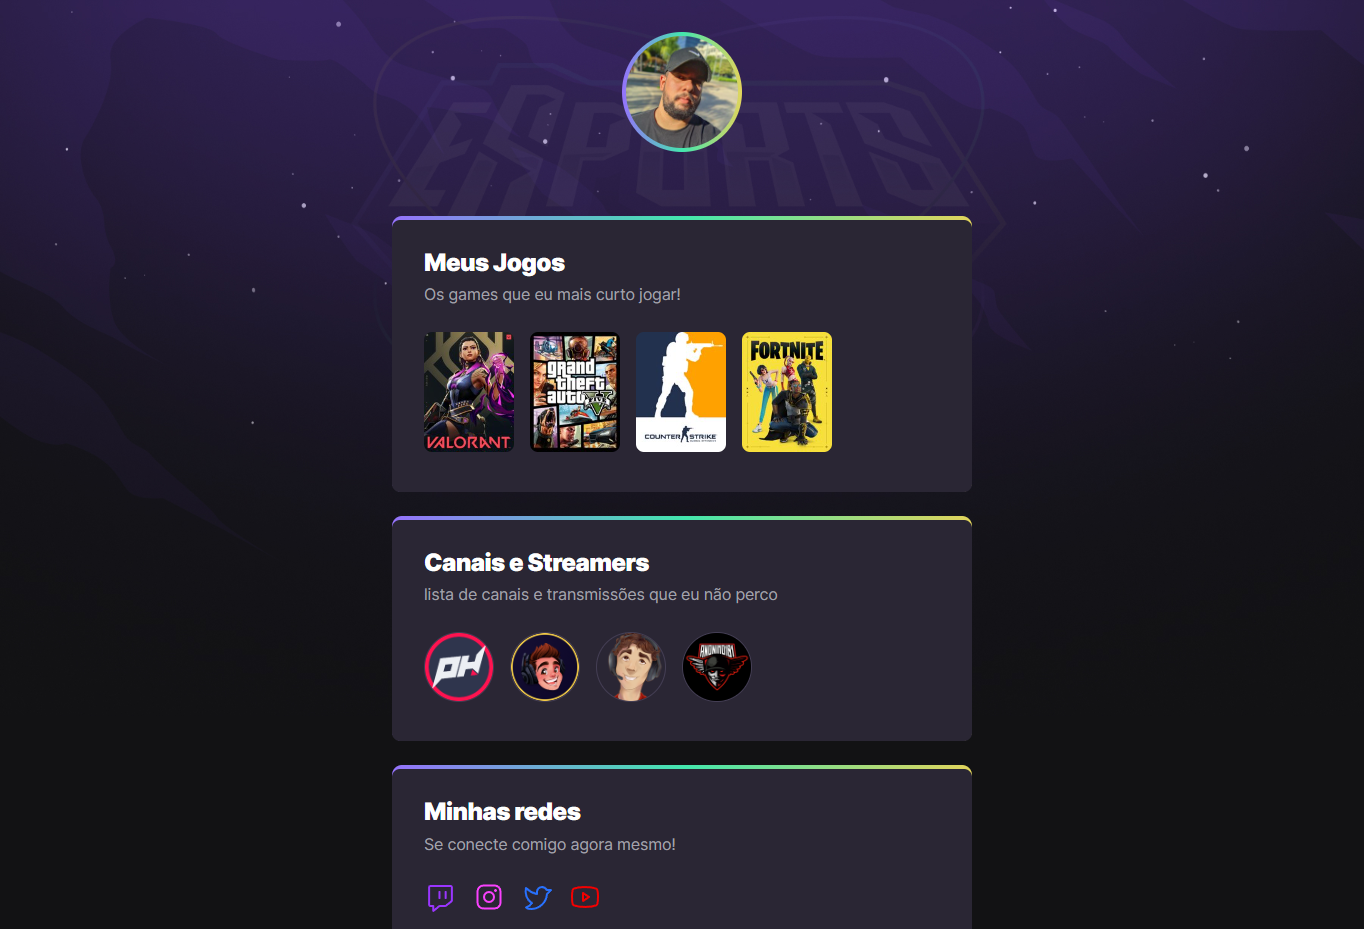 ESPORTS
Meus Jogos
Os games que eu mais curto jogar!
VALORANT
grand
theft
auto
V
FIVE
COUNTER STRIKE
FORTNITE
Canais e Streamers
lista de canais e transmissões que eu não perco
PH
Minhas redes
Se conecte comigo agora mesmo!